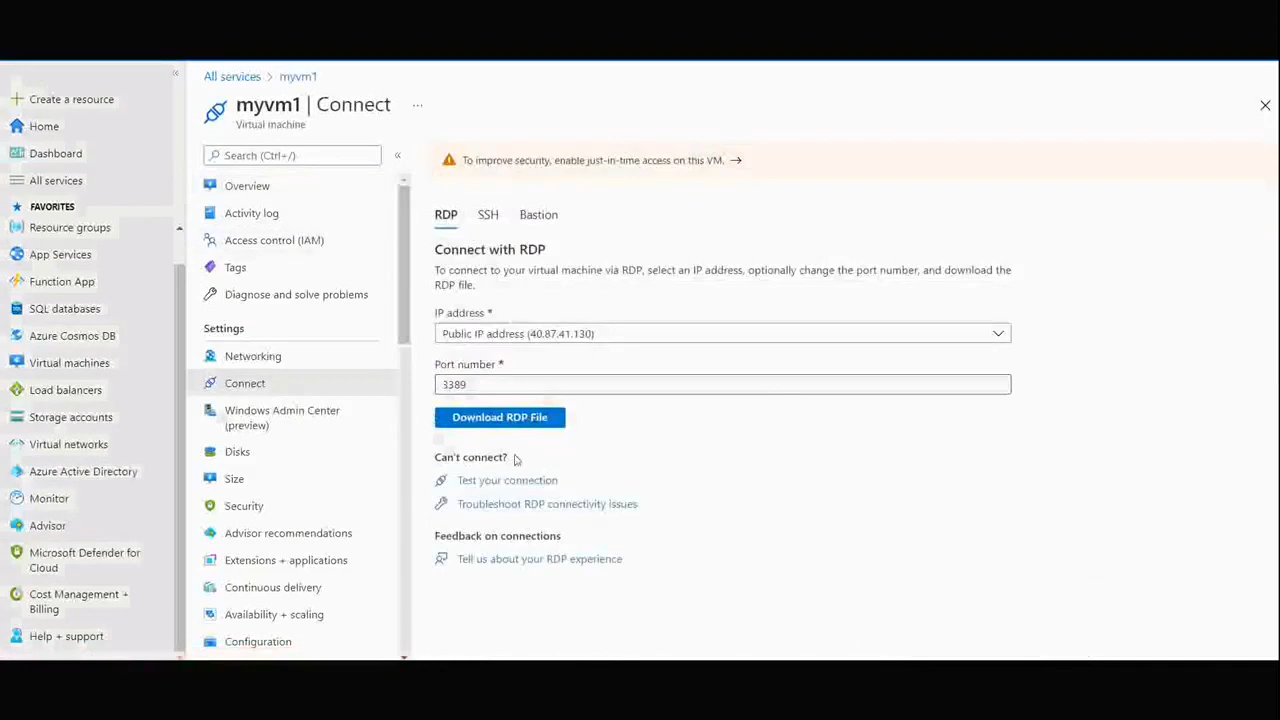 Create a resource
Home
Dashboard
All services
FAVORITES
Resource groups
App Services
Function App
SQL databases
Azure Cosmos DB
Virtual machines
Load balancers
Storage accounts
Virtual networks
Azure Active Directory
Monitor
Advisor
Microsoft Defender for
Cloud
Cost Management +
Billing
Help + support
All services > myvm1
myvm1 | Connect ...
Virtual machine
Search (Ctrl+/)
Overview
Activity log
Access control (IAM)
Tags
Diagnose and solve problems
Settings
Networking
Connect
Windows Admin Center
(preview)
Disks
Size
Security
Advisor recommendations
Extensions + applications
Continuous delivery
Availability + scaling
Configuration
To improve security, enable just-in-time access on this VM. →
RDP SSH Bastion
Connect with RDP
To connect to your virtual machine via RDP, select an IP address, optionally change the port number, and download the
RDP file.
IP address *
Public IP address (40.87.41.130)
Port number *
3389
Download RDP File
Can't connect?
Test your connection
Troubleshoot RDP connectivity issues
Feedback on connections
Tell us about your RDP experience